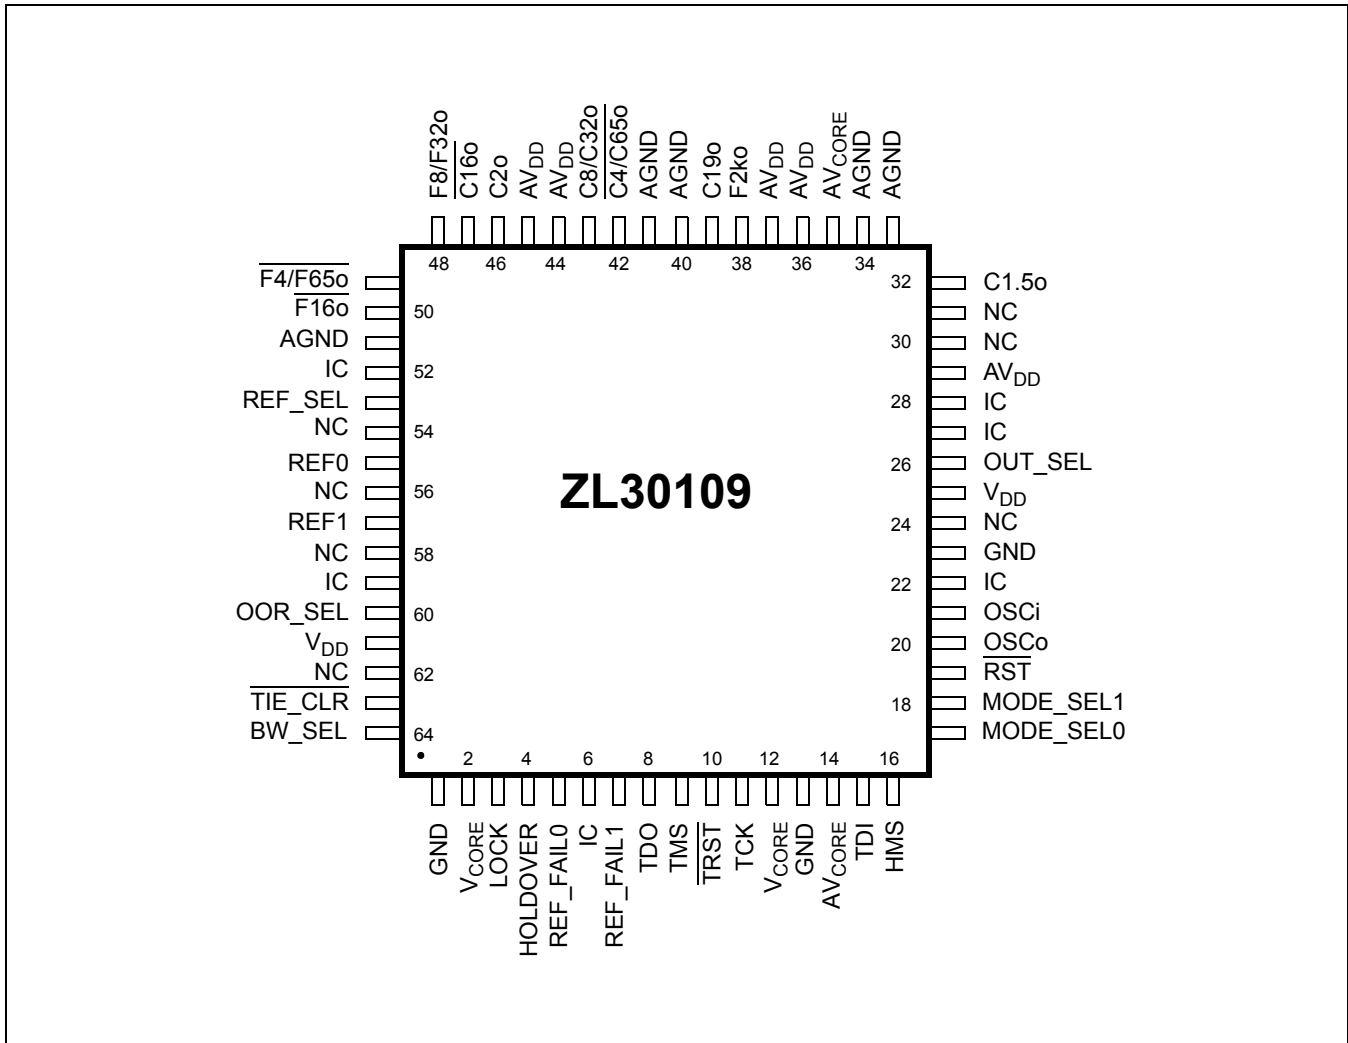 F8/F32o
C16o
C2o
AVDD
AVDD
C8/C32o
C4/C65o
AGND
AGND
C19o
F2ko
AVDD
AVDD
AVCORE
AGND
AGND
48 46 44 42 40 38 36 34
F4/F65o
F16o 50
AGND
IC 52
REF_SEL
NC 54
REF0
NC 56
REF1
NC 58
IC
OOR_SEL 60
VDD
NC 62
TIE_CLR
BW_SEL 64
ZL30109
32 C1.5o
NC
30 NC
AVDD
28 IC
IC
26 OUT_SEL
VDD
24 NC
GND
22 IC
OSCi
20 OSCo
RST
18 MODE_SEL1
MODE_SEL0
2 4 6 8 10 12 14 16
GND
VCORE
LOCK
HOLDOVER
REF_FAIL0
IC
REF_FAIL1
TDO
TMS
TRST
TCK
VCORE
GND
AVCORE
TDI
HMS